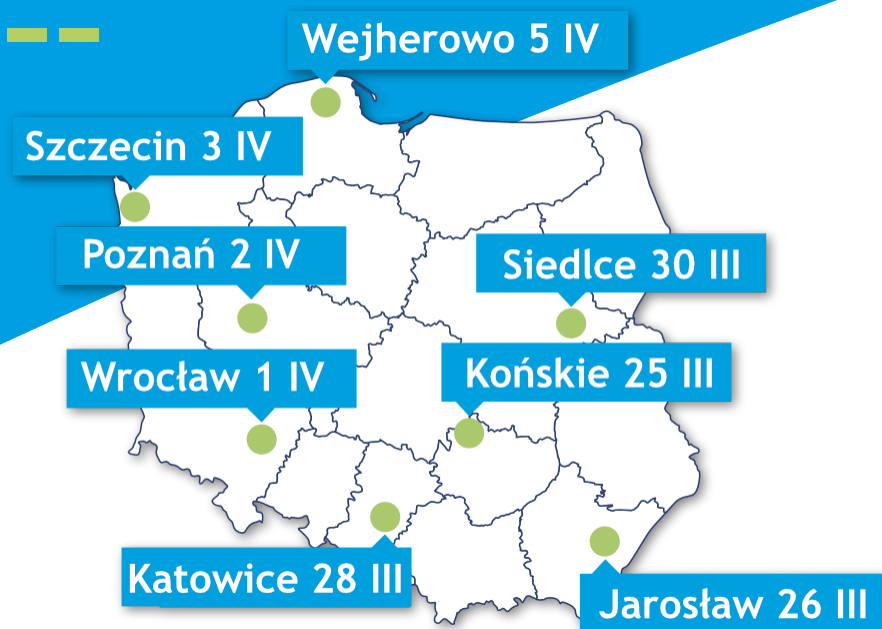 Wejherowo 5 IV
Szczecin 3 IV
Poznań 2 IV
Siedlce 30 III
Wrocław 1 IV
Końskie 25 III
Katowice 28 III
Jarosław 26 III